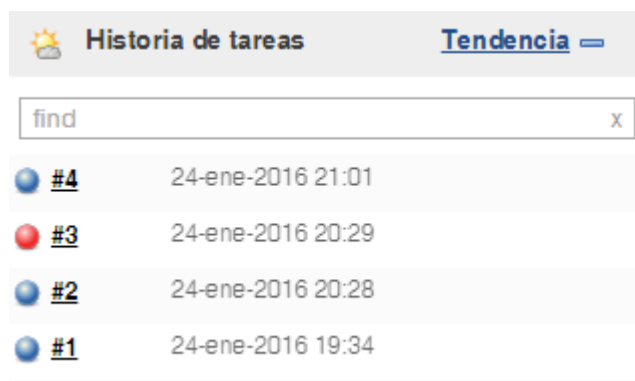 Historia de tareas Tendencia
find x
#4 24-ene-2016 21:01
#3 24-ene-2016 20:29
#2 24-ene-2016 20:28
#1 24-ene-2016 19:34